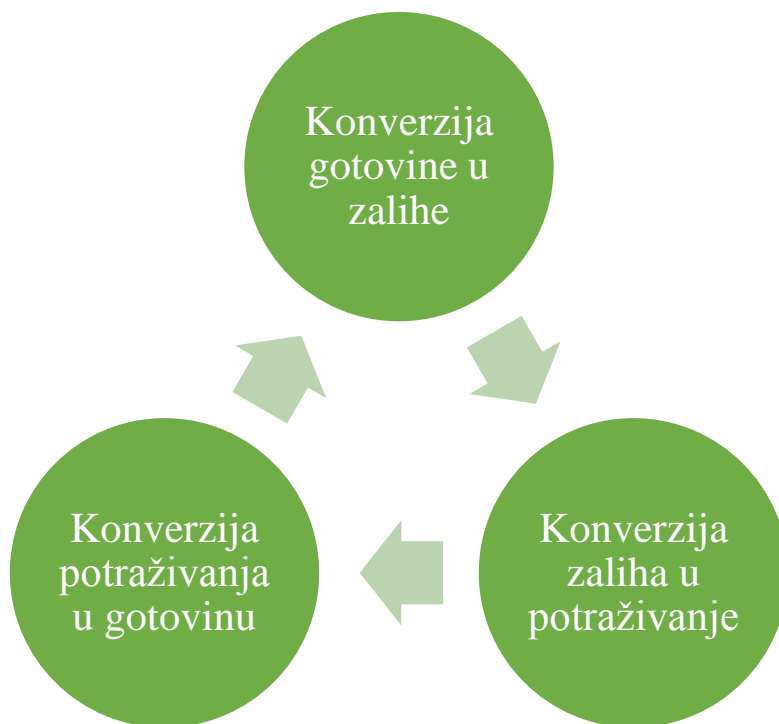 Konverzija
gotovine u
zalihe
Konverzija
zaliha u
potraživanje
Konverzija
potraživanja
u gotovinu